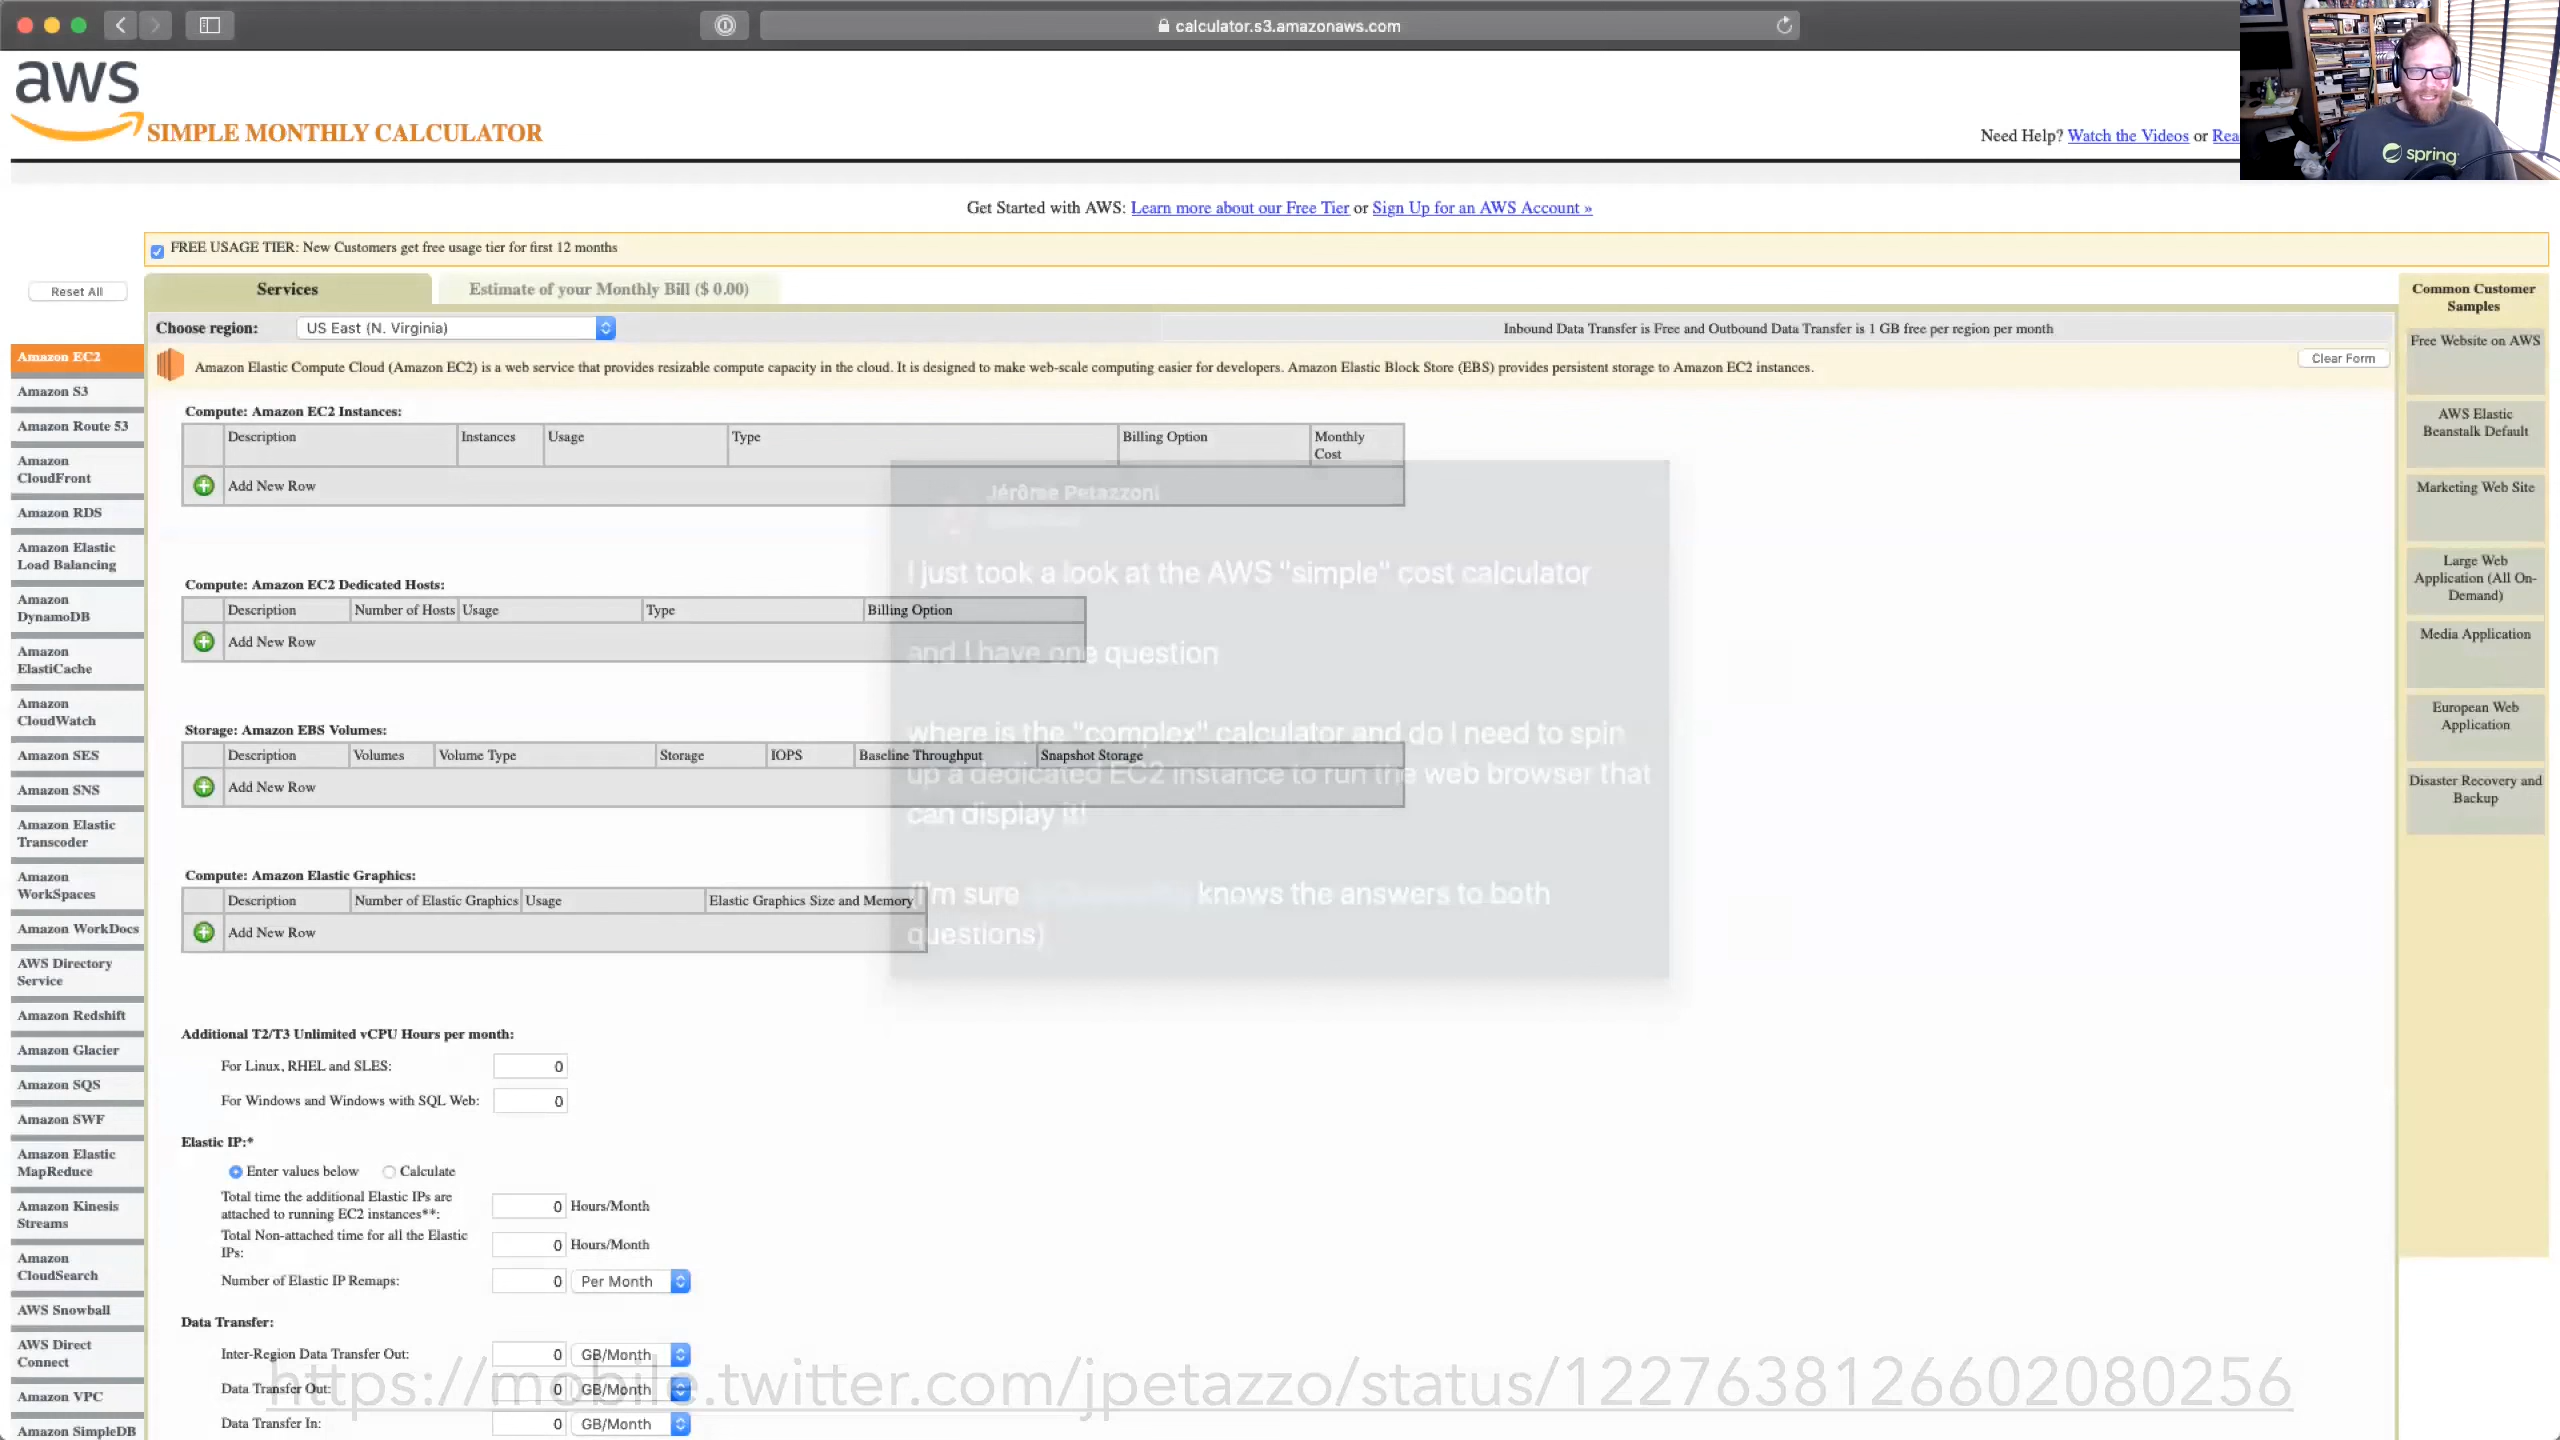 calculator.s3.amazonaws.com
aws
SIMPLE MONTHLY CALCULATOR
Need Help? Watch the Videos or Rea
spring
Get Started with AWS: Learn more about our Free Tier or Sign Up for an AWS Account »
FREE USAGE TIER: New Customers get free usage tier for first 12 months
Reset All
Services
Estimate of your Monthly Bill ($ 0.00)
Choose region:
US East (N. Virginia)
Inbound Data Transfer is Free and Outbound Data Transfer is 1 GB free per region per month
Amazon Elastic Compute Cloud (Amazon EC2) is a web service that provides resizable compute capacity in the cloud. It is designed to make web-scale computing easier for developers. Amazon Elastic Block Store (EBS) provides persistent storage to Amazon EC2 instances.
Clear Form
Amazon EC2
Amazon S3
Amazon Route 53
Amazon
CloudFront
Amazon RDS
Amazon Elastic
Load Balancing
Amazon
DynamoDB
Amazon
ElastiCache
Amazon
CloudWatch
Amazon SES
Amazon SNS
Amazon Elastic
Transcoder
Amazon
WorkSpaces
Amazon WorkDocs
AWS Directory
Service
Amazon Redshift
Amazon Glacier
Amazon SQS
Amazon SWF
Amazon Elastic
MapReduce
Amazon Kinesis
Streams
Amazon
CloudSearch
AWS Snowball
AWS Direct
Connect
Amazon VPC
Amazon SimpleDB
Compute: Amazon EC2 Instances:
Description Instances Usage Type Billing Option Monthly
Cost
Add New Row
Compute: Amazon EC2 Dedicated Hosts:
Description Number of Hosts Usage Type Billing Option
Add New Row
Storage: Amazon EBS Volumes:
Description Volumes Volume Type Storage IOPS Baseline Throughput Snapshot Storage
Add New Row
Compute: Amazon Elastic Graphics:
Description Number of Elastic Graphics Usage Elastic Graphics Size and Memory
Add New Row
Jérôme Petazzoni
I just took a look at the AWS "simple" cost calculator
and I have one question
where is the "complex" calculator and do I need to spin
up a dedicated EC2 instance to run the web browser that
can display it!
(I'm sure knows the answers to both
questions)
Additional T2/T3 Unlimited vCPU Hours per month:
For Linux, RHEL and SLES: 0
For Windows and Windows with SQL Web: 0
Elastic IP:*
Enter values below Calculate
Total time the additional Elastic IPs are
attached to running EC2 instances**: 0 Hours/Month
Total Non-attached time for all the Elastic
IPs: 0 Hours/Month
Number of Elastic IP Remaps: 0 Per Month
Data Transfer:
Inter-Region Data Transfer Out: 0 GB/Month
Data Transfer Out: 0 GB/Month
Data Transfer In: 0 GB/Month
https://mobile.twitter.com/jpetazzo/status/1227638126602080256
Common Customer
Samples
Free Website on AWS
AWS Elastic
Beanstalk Default
Marketing Web Site
Large Web
Application (All On-
Demand)
Media Application
European Web
Application
Disaster Recovery and
Backup